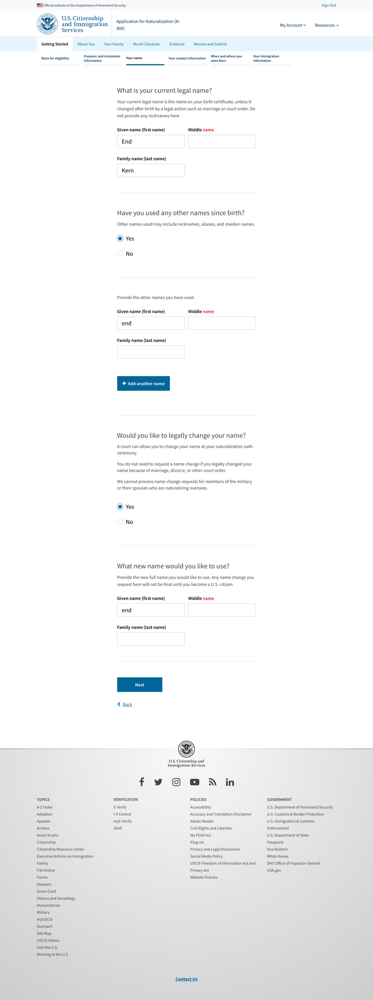 Official website of the Department of Homeland Security
Sign Out
U.S. Citizenship
and Immigration
Services
Application for Naturalization (N-
400)
My Account
Resources
Getting Started
About You
Your Family
Moral Character
Evidence
Review and Submit
Basis for eligibility
Preparer and interpreter
information
Your name
Your contact information
When and where you
were born
Your immigration
information
What is your current legal name?
Your current legal name is the name on your birth certificate, unless it
changed after birth by a legal action such as marriage or court order. Do
not provide any nicknames here.
Given name (first name)
Middle name
End
Family name (last name)
Kern
Have you used any other names since birth?
Other names used may include nicknames, aliases, and maiden names.
Yes
No
Provide the other names you have used.
Given name (first name)
Middle name
end
Family name (last name)
Add another name
Would you like to legally change your name?
A court can allow you to change your name at your naturalization oath
ceremony.
You do not need to request a name change if you legally changed your
name because of marriage, divorce, or other court order.
We cannot process name change requests for members of the military
or their spouses who are naturalizing overseas.
Yes
No
What new name would you like to use?
Provide the new full name you would like to use. Any name change you
request here will not be final until you become a U.S. citizen.
Given name (first name)
Middle name
end
Family name (last name)
Next
Back
U.S. Citizenship and
Immigration Services
TOPICS
A-Z Index
Adoption
Appeals
Archive
Avoid Scams
Citizenship
Citizenship Resource Center
Executive Actions on Immigration
Family
File Online
Forms
Glossary
Green Card
History and Genealogy
Humanitarian
Military
myUSCIS
Outreach
Site Map
USCIS Videos
Visit the U.S.
Working in the U.S.
VERIFICATION
E-Verify
I-9 Central
myE-Verify
SAVE
POLICIES
Accessibility
Accuracy and Translation Disclaimer
Adobe Reader
Civil Rights and Liberties
No FEAR Act
Plug-ins
Privacy and Legal Disclaimers
Social Media Policy
USCIS Freedom of Information Act and
Privacy Act
Website Policies
GOVERNMENT
U.S. Department of Homeland Security
U.S. Customs & Border Protection
U.S. Immigration & Customs
Enforcement
U.S. Department of State
Passports
Visa Bulletin
White House
DHS Office of Inspector General
USA.gov
Contact Us